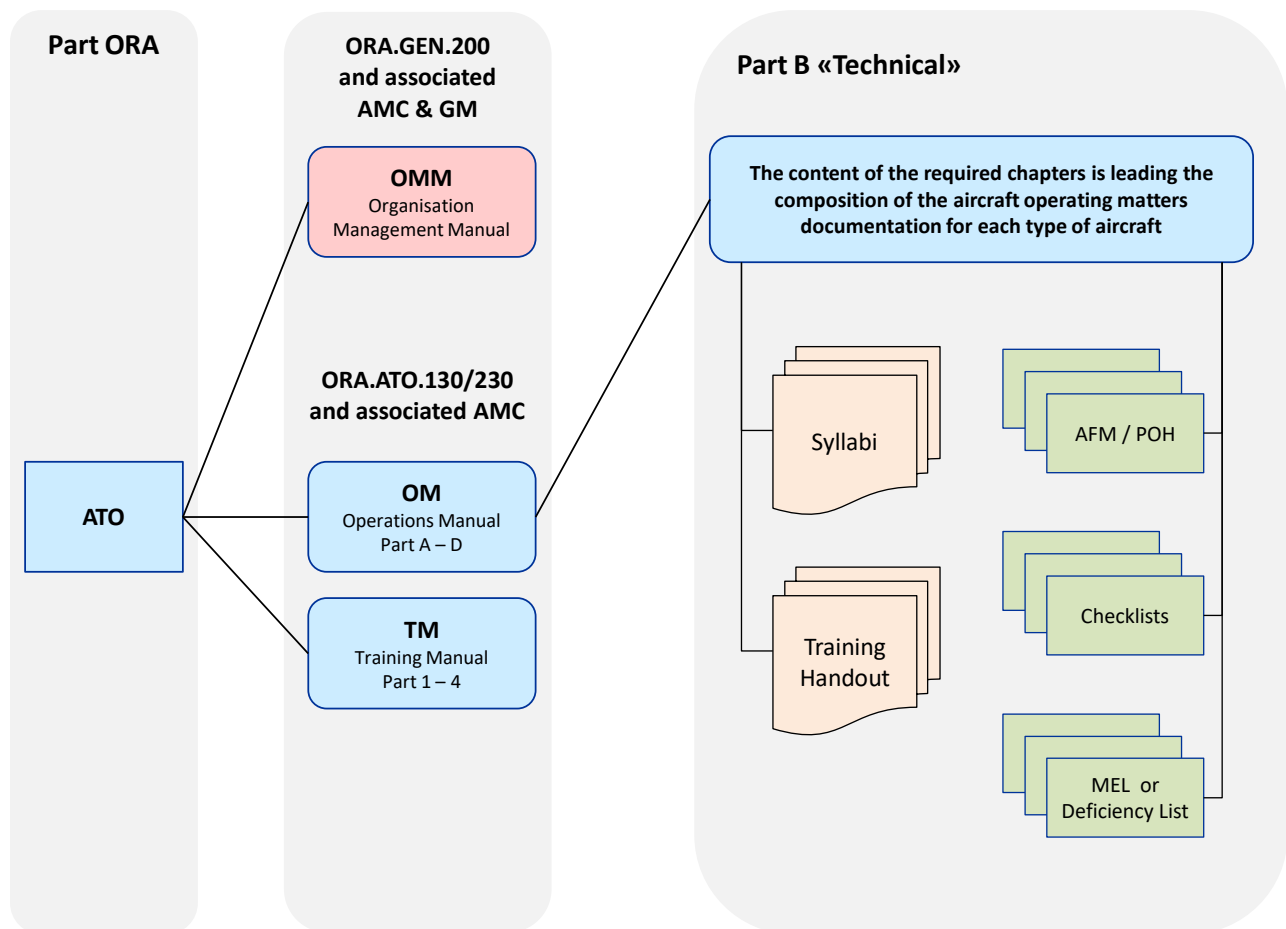 Part ORA
ATO
ORA.GEN.200
and associated
AMC & GM
OMM
Organisation
Management Manual
ORA.ATO.130/230
and associated AMC
OM
Operations Manual
Part A – D
TM
Training Manual
Part 1 – 4
Part B «Technical»
The content of the required chapters is leading the
composition of the aircraft operating matters
documentation for each type of aircraft
Syllabi
Training
Handout
AFM / POH
Checklists
MEL or
Deficiency List